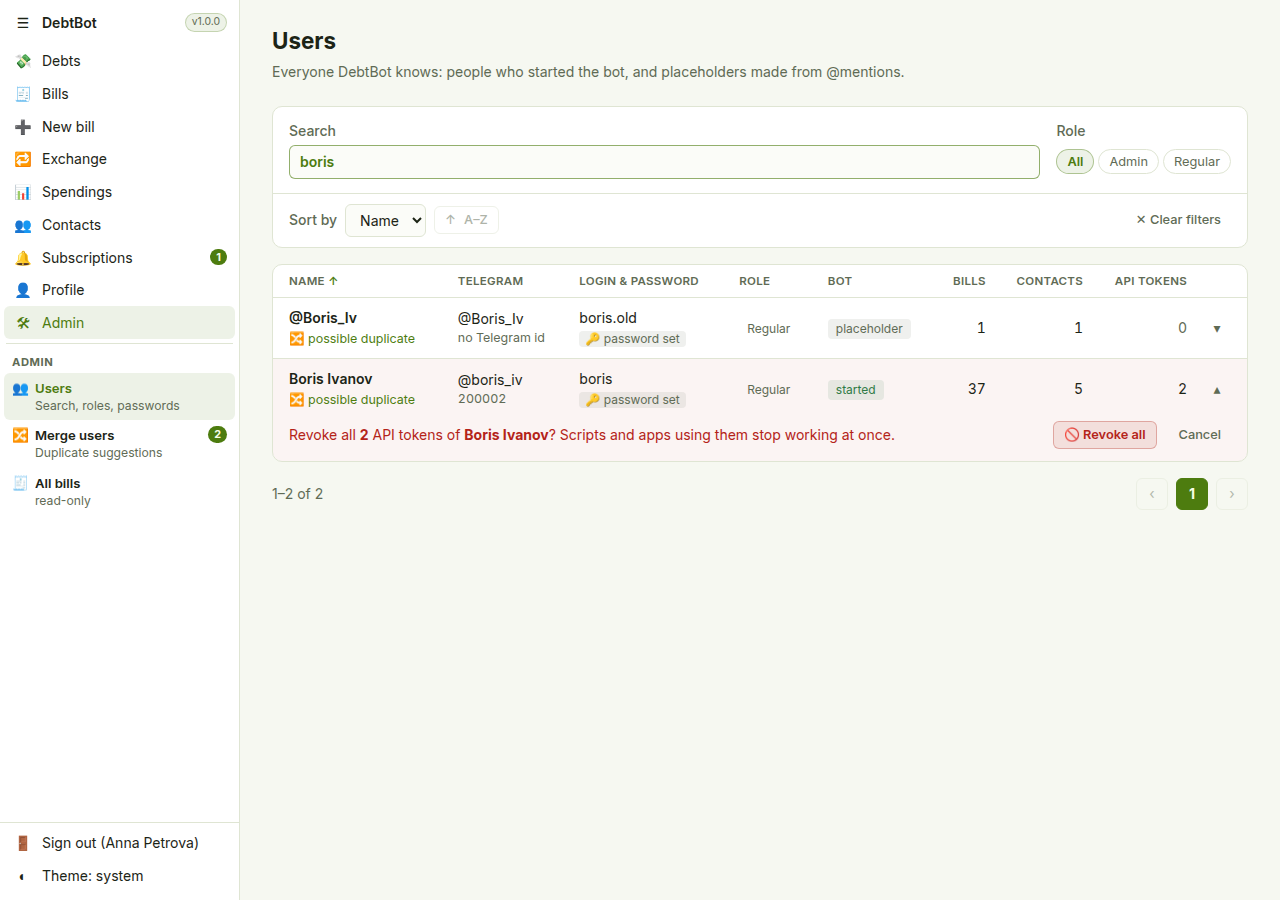 ☰ DebtBot v1.0.0
💸 Debts
🧾 Bills
➕ New bill
🔁 Exchange
📊 Spendings
👥 Contacts
🔔 Subscriptions 1
👤 Profile
🛠 Admin
ADMIN
👥 Users
Search, roles, passwords
🔀 Merge users 2
Duplicate suggestions
🧾 All bills
read-only
🚪 Sign out (Anna Petrova)
Theme: system
Users
Everyone DebtBot knows: people who started the bot, and placeholders made from @mentions.
Search Role
boris All Admin Regular
Sort by Name ↑ A–Z ✕ Clear filters
NAME ↑ TELEGRAM LOGIN & PASSWORD ROLE BOT BILLS CONTACTS API TOKENS
@Boris_Iv @Boris_Iv boris.old Regular placeholder 1 1 0 ▾
🔀 possible duplicate no Telegram id 🔑 password set
Boris Ivanov @boris_iv boris Regular started 37 5 2 ▴
🔀 possible duplicate 200002 🔑 password set
Revoke all 2 API tokens of Boris Ivanov? Scripts and apps using them stop working at once. 🚫 Revoke all Cancel
1–2 of 2 ‹ 1 ›